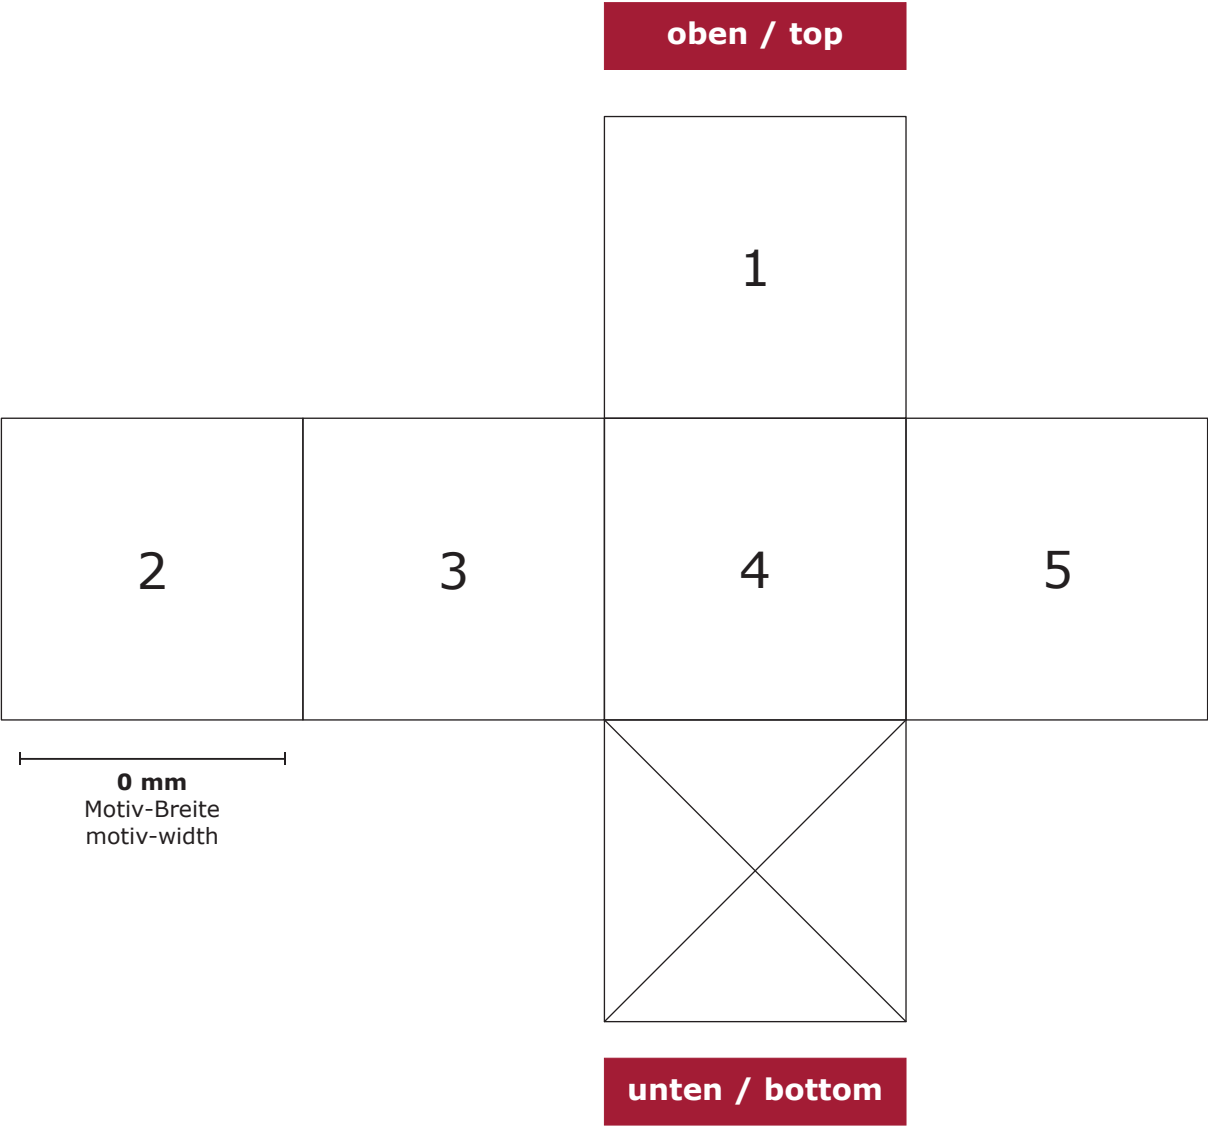 oben / top
1
2
3
4
5
0 mm
Motiv-Breite
motiv-width
unten / bottom